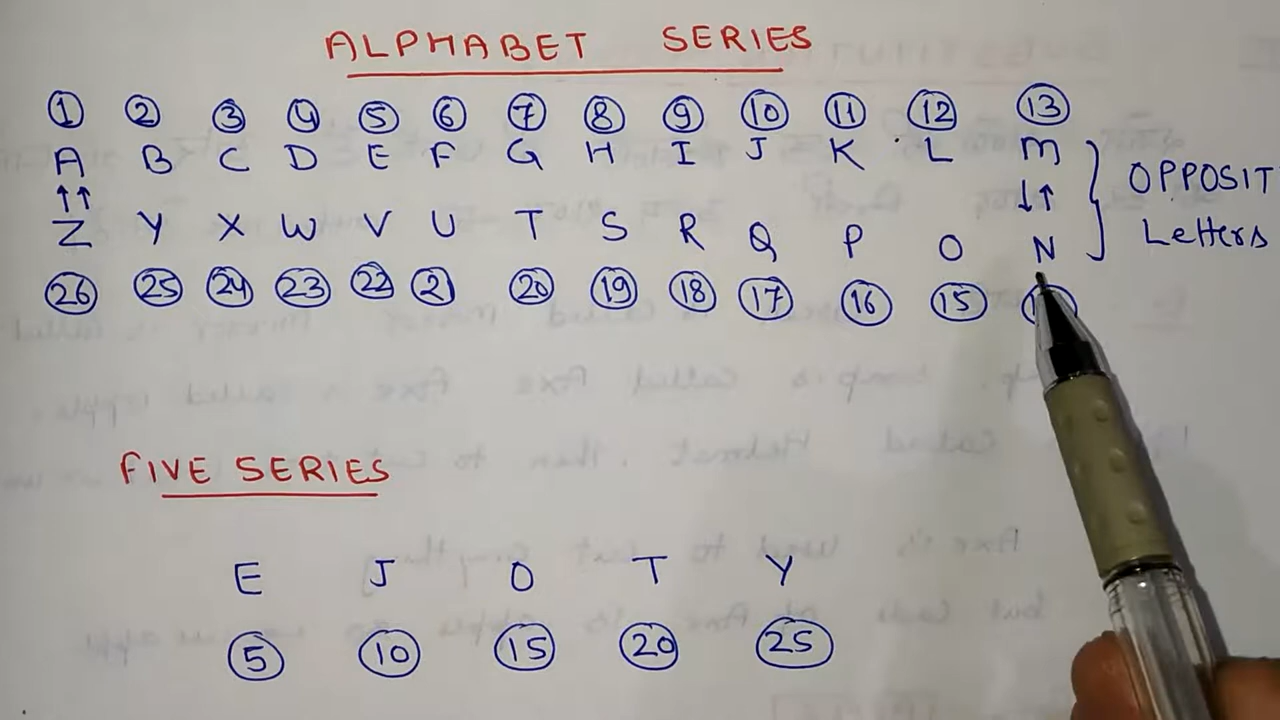 ALPHABET SERIES
1 2 3 4 5 6 7 8 9 10 11 12 13
A B C D E F G H I J K L M
OPPOSIT
Z Y X W V U T S R Q P O N
Letters
26 25 24 23 22 21 20 19 18 17 16 15
FIVE SERIES
E J O T Y
5 10 15 20 25